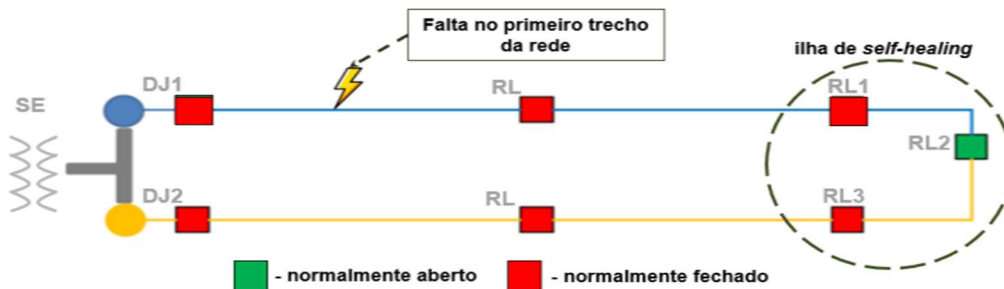 Falta no primeiro trecho
da rede
ilha de self-healing
SE
DJ1
RL
RL1
RL2
DJ2
RL
RL3
- normalmente aberto
- normalmente fechado